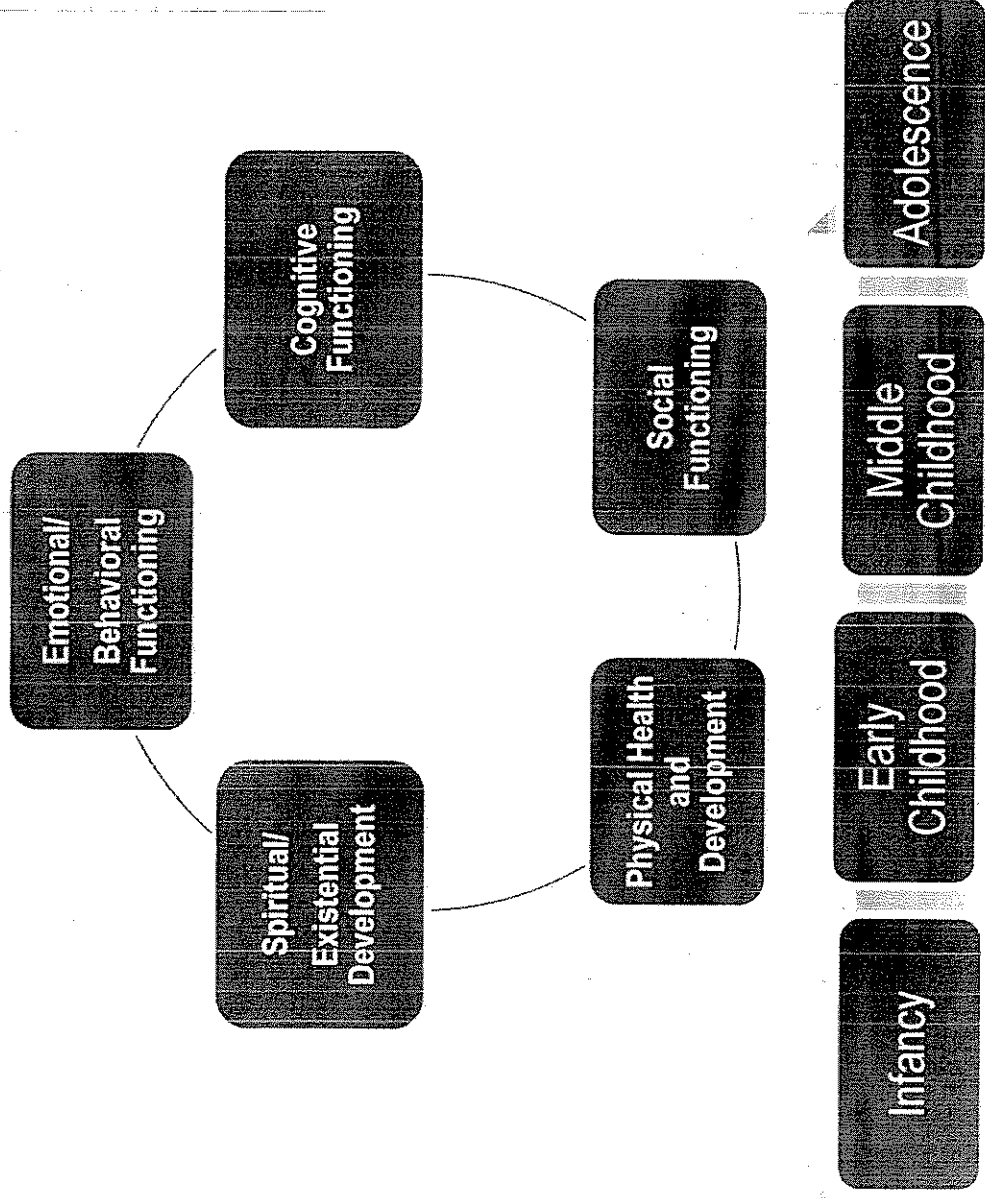 Emotional/
Behavioral
Functioning
Cognitive
Functioning
Social
Functioning
Physical Health
and
Development
Spiritual/
Existential
Development
Infancy
Early
Childhood
Middle
Childhood
Adolescence